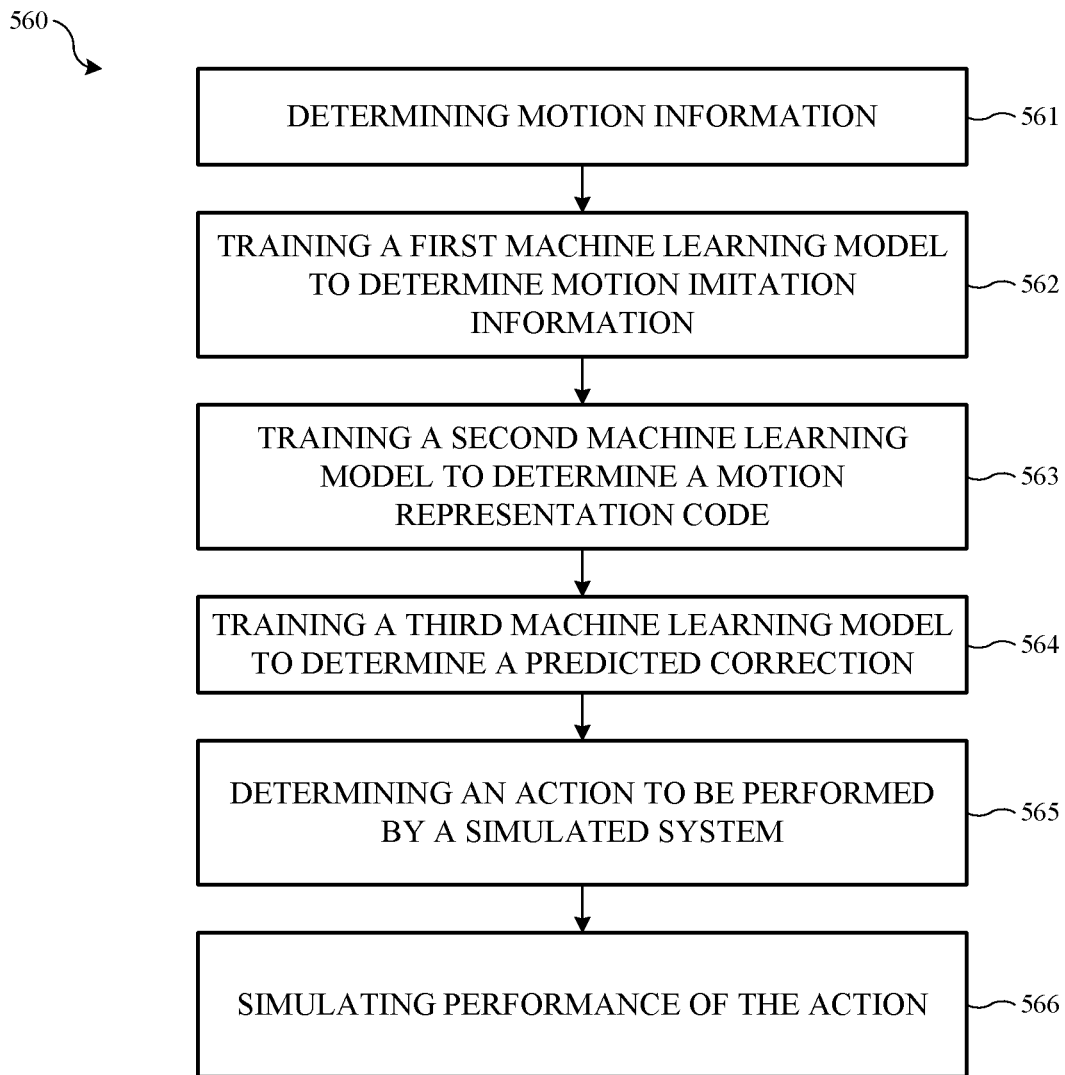 560
DETERMINING MOTION INFORMATION
561
TRAINING A FIRST MACHINE LEARNING MODEL
TO DETERMINE MOTION IMITATION
INFORMATION
562
TRAINING A SECOND MACHINE LEARNING
MODEL TO DETERMINE A MOTION
REPRESENTATION CODE
563
TRAINING A THIRD MACHINE LEARNING MODEL
TO DETERMINE A PREDICTED CORRECTION
564
DETERMINING AN ACTION TO BE PERFORMED
BY A SIMULATED SYSTEM
565
SIMULATING PERFORMANCE OF THE ACTION
566